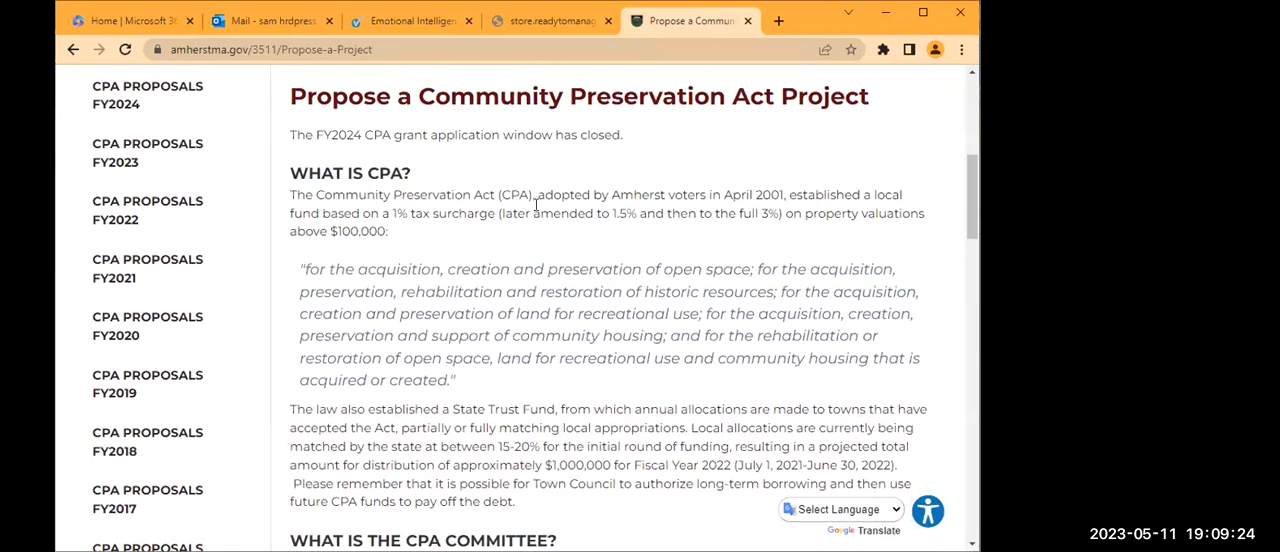 Home | Microsoft 36
Mail - sam hrdpress
Emotional Intelligen
store.readytomanag
Propose a Commun
amherstma.gov/3511/Propose-a-Project
CPA PROPOSALS
FY2024
CPA PROPOSALS
FY2023
CPA PROPOSALS
FY2022
CPA PROPOSALS
FY2021
CPA PROPOSALS
FY2020
CPA PROPOSALS
FY2019
CPA PROPOSALS
FY2018
CPA PROPOSALS
FY2017
Propose a Community Preservation Act Project
The FY2024 CPA grant application window has closed.
WHAT IS CPA?
The Community Preservation Act (CPA), adopted by Amherst voters in April 2001, established a local
fund based on a 1% tax surcharge (later amended to 1.5% and then to the full 3%) on property valuations
above $100,000:
"for the acquisition, creation and preservation of open space; for the acquisition,
preservation, rehabilitation and restoration of historic resources; for the acquisition,
creation and preservation of land for recreational use; for the acquisition, creation,
preservation and support of community housing; and for the rehabilitation or
restoration of open space, land for recreational use and community housing that is
acquired or created."
The law also established a State Trust Fund, from which annual allocations are made to towns that have
accepted the Act, partially or fully matching local appropriations. Local allocations are currently being
matched by the state at between 15-20% for the initial round of funding, resulting in a projected total
amount for distribution of approximately $1,000,000 for Fiscal Year 2022 (July 1, 2021-June 30, 2022).
Please remember that it is possible for Town Council to authorize long-term borrowing and then use
future CPA funds to pay off the debt.
WHAT IS THE CPA COMMITTEE?
Select Language
Google Translate
2023-05-11 19:09:24